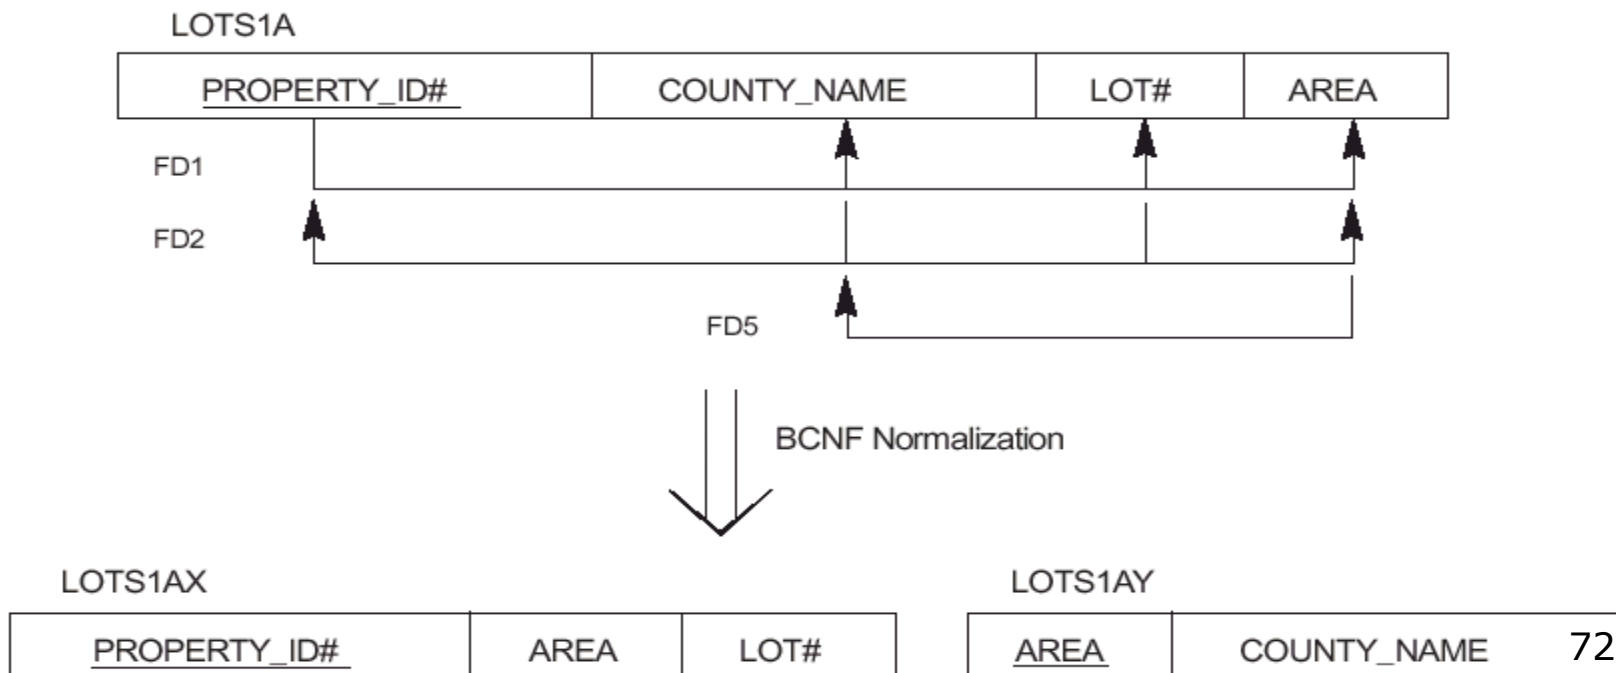 LOTS1A
PROPERTY_ID# COUNTY_NAME LOT# AREA
FD1
FD2
FD5
BCNF Normalization
LOTS1AX LOTS1AY
PROPERTY_ID# AREA LOT# AREA COUNTY_NAME 72